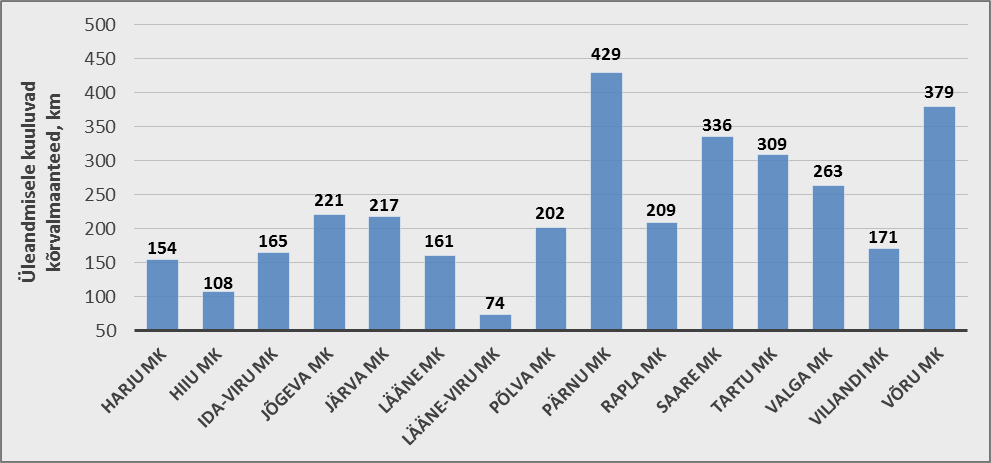 Üleandmisele kuuluvad
kõrvalmaanteed, km
500
450
400
350
300
250
200
150
100
50
154
108
165
221
217
161
74
202
429
209
336
309
263
171
379
HARJU MK
HIIU MK
IDA-VIRU MK
JÕGEVA MK
JÄRVA MK
LÄÄNE MK
LÄÄNE-VIRU MK
PÕLVA MK
PÄRNU MK
RAPLA MK
SAARE MK
TARTU MK
VALGA MK
VILJANDI MK
VÕRU MK